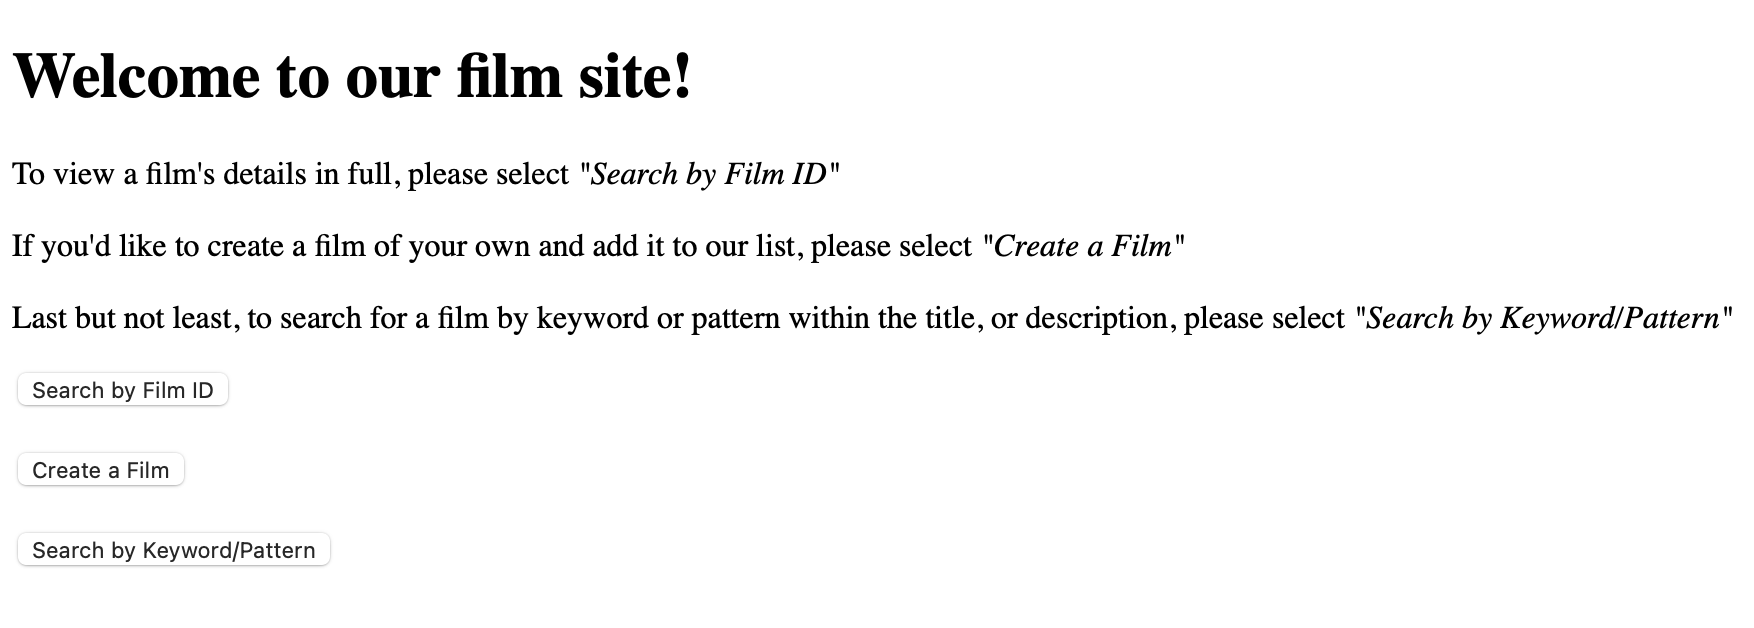 Welcome to our film site!
To view a film's details in full, please select "Search by Film ID"
If you'd like to create a film of your own and add it to our list, please select "Create a Film"
Last but not least, to search for a film by keyword or pattern within the title, or description, please select "Search by Keyword/Pattern"
Search by Film ID
Create a Film
Search by Keyword/Pattern